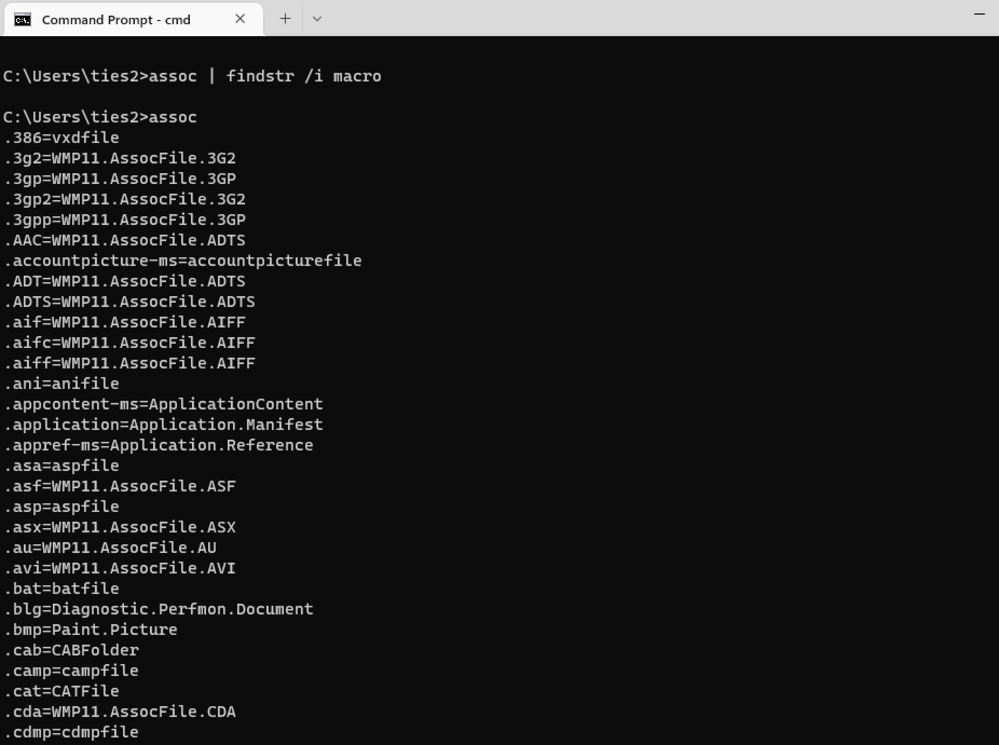 Command Prompt - cmd
C:\Users\ties2>assoc | findstr /i macro
C:\Users\ties2>assoc
.386=vxdfile
.3g2=WMP11.AssocFile.3G2
.3gp=WMP11.AssocFile.3GP
.3gp2=WMP11.AssocFile.3G2
.3gpp=WMP11.AssocFile.3GP
.AAC=WMP11.AssocFile.ADTS
.accountpicture-ms=accountpicturefile
.ADT=WMP11.AssocFile.ADTS
.ADTS=WMP11.AssocFile.ADTS
.aif=WMP11.AssocFile.AIFF
.aifc=WMP11.AssocFile.AIFF
.aiff=WMP11.AssocFile.AIFF
.ani=anifile
.appcontent-ms=ApplicationContent
.application=Application.Manifest
.appref-ms=Application.Reference
.asa=aspfile
.asf=WMP11.AssocFile.ASF
.asp=aspfile
.asx=WMP11.AssocFile.ASX
.au=WMP11.AssocFile.AU
.avi=WMP11.AssocFile.AVI
.bat=batfile
.blg=Diagnostic.Perfmon.Document
.bmp=Paint.Picture
.cab=CABFolder
.camp=campfile
.cat=CATFile
.cda=WMP11.AssocFile.CDA
.cdmp=cdmpfile